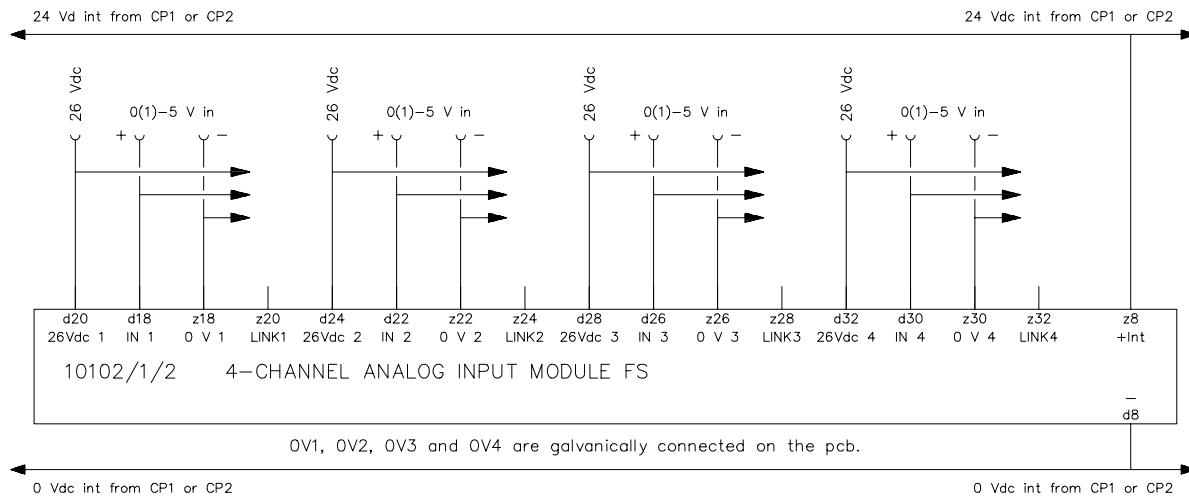 24 Vd int from CP1 or CP2 24 Vdc int from CP1 or CP2
26 Vdc 26 Vdc 26 Vdc 26 Vdc
0(1)−5 V in 0(1)−5 V in 0(1)−5 V in 0(1)−5 V in
+ − + − + − + −
d20 d18 z18 z20 d24 d22 z22 z24 d28 d26 z26 z28 d32 d30 z30 z32 z8
26Vdc 1 IN 1 0 V 1 LINK1 26Vdc 2 IN 2 0 V 2 LINK2 26Vdc 3 IN 3 0 V 3 LINK3 26Vdc 4 IN 4 0 V 4 LINK4 +Int
10102/1/2 4−CHANNEL ANALOG INPUT MODULE FS
−
d8
0V1, 0V2, 0V3 and 0V4 are galvanically connected on the pcb.
0 Vdc int from CP1 or CP2 0 Vdc int from CP1 or CP2